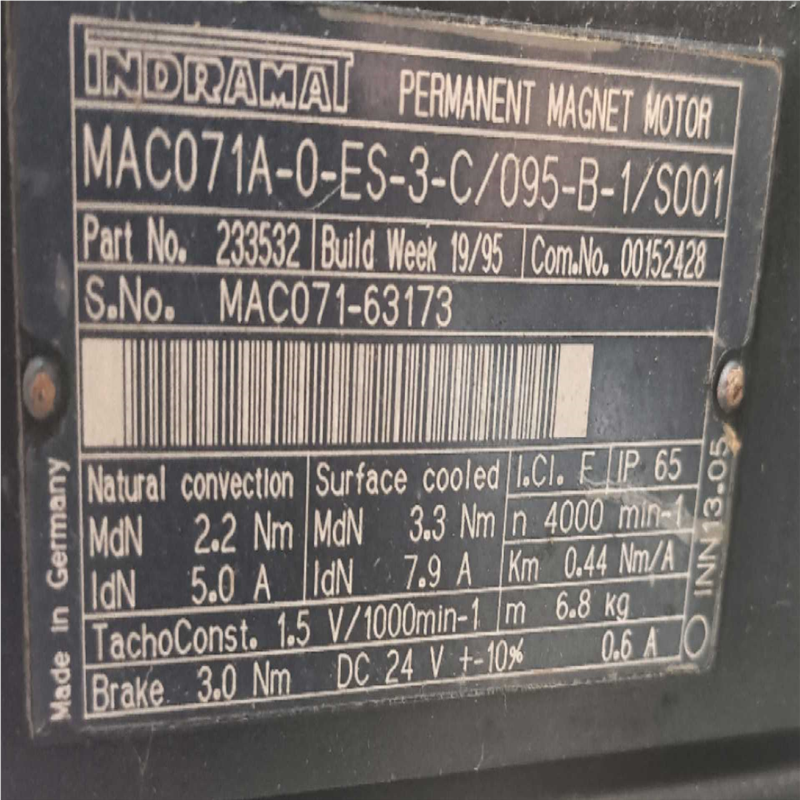 INDRAMAT PERMANENT MAGNET MOTOR
MAC071A-0-ES-3-C/095-B-1/S001
Part No. 233532 Build Week 19/95 Com.No. 00152428
S.No. MAC071-63173
Natural convection Surface cooled I.Cl. F IP 65
MdN 2.2 Nm MdN 3.3 Nm n 4000 min-1
IdN 5.0 A IdN 7.9 A Km 0.44 Nm/A
TachoConst. 1.5 V/1000min-1 m 6.8 kg
Brake 3.0 Nm DC 24 V +-10% 0.6 A
Made in Germany
INN13.05